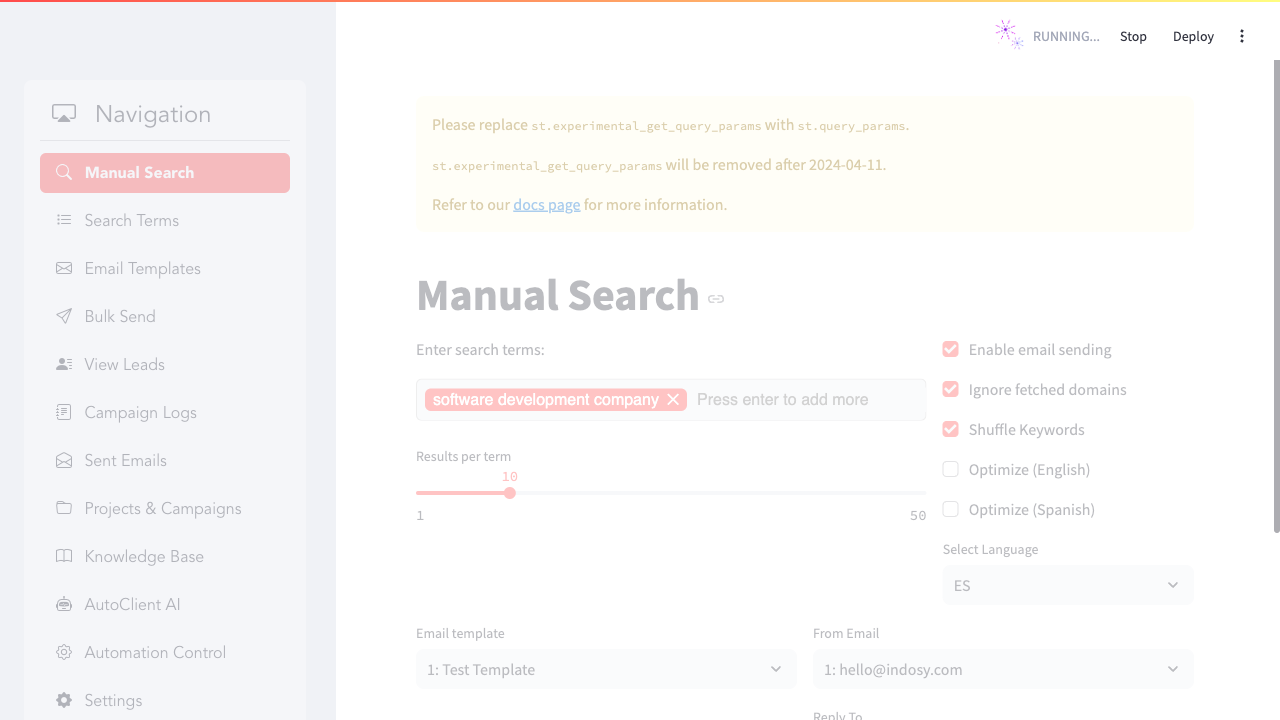 RUNNING...
Stop
Deploy
Navigation
Manual Search
Search Terms
Email Templates
Bulk Send
View Leads
Campaign Logs
Sent Emails
Projects & Campaigns
Knowledge Base
AutoClient AI
Automation Control
Settings
Please replace st.experimental_get_query_params with st.query_params.
st.experimental_get_query_params will be removed after 2024-04-11.
Refer to our docs page for more information.
Manual Search
Enter search terms:
software development company
Press enter to add more
Results per term
10
1
50
Enable email sending
Ignore fetched domains
Shuffle Keywords
Optimize (English)
Optimize (Spanish)
Select Language
ES
Email template
1: Test Template
From Email
1: hello@indosy.com
Reply To